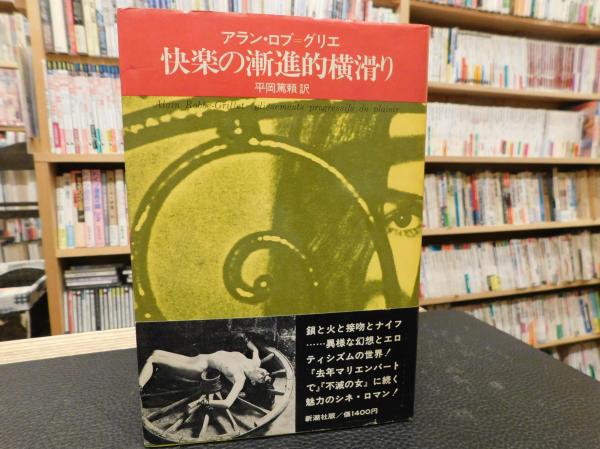 アラン・ロブ=グリエ
快楽の漸進的横滑り
平岡篤頼 訳
Alain Robbe-Grillet glissements progressifs du plaisir
鎖と火と接吻とナイフ
……異様な幻想とエロ
ティシズムの世界!
『去年マリエンバート
で』『不滅の女』に続く
魅力のシネ・ロマン!
新潮社版/価1400円